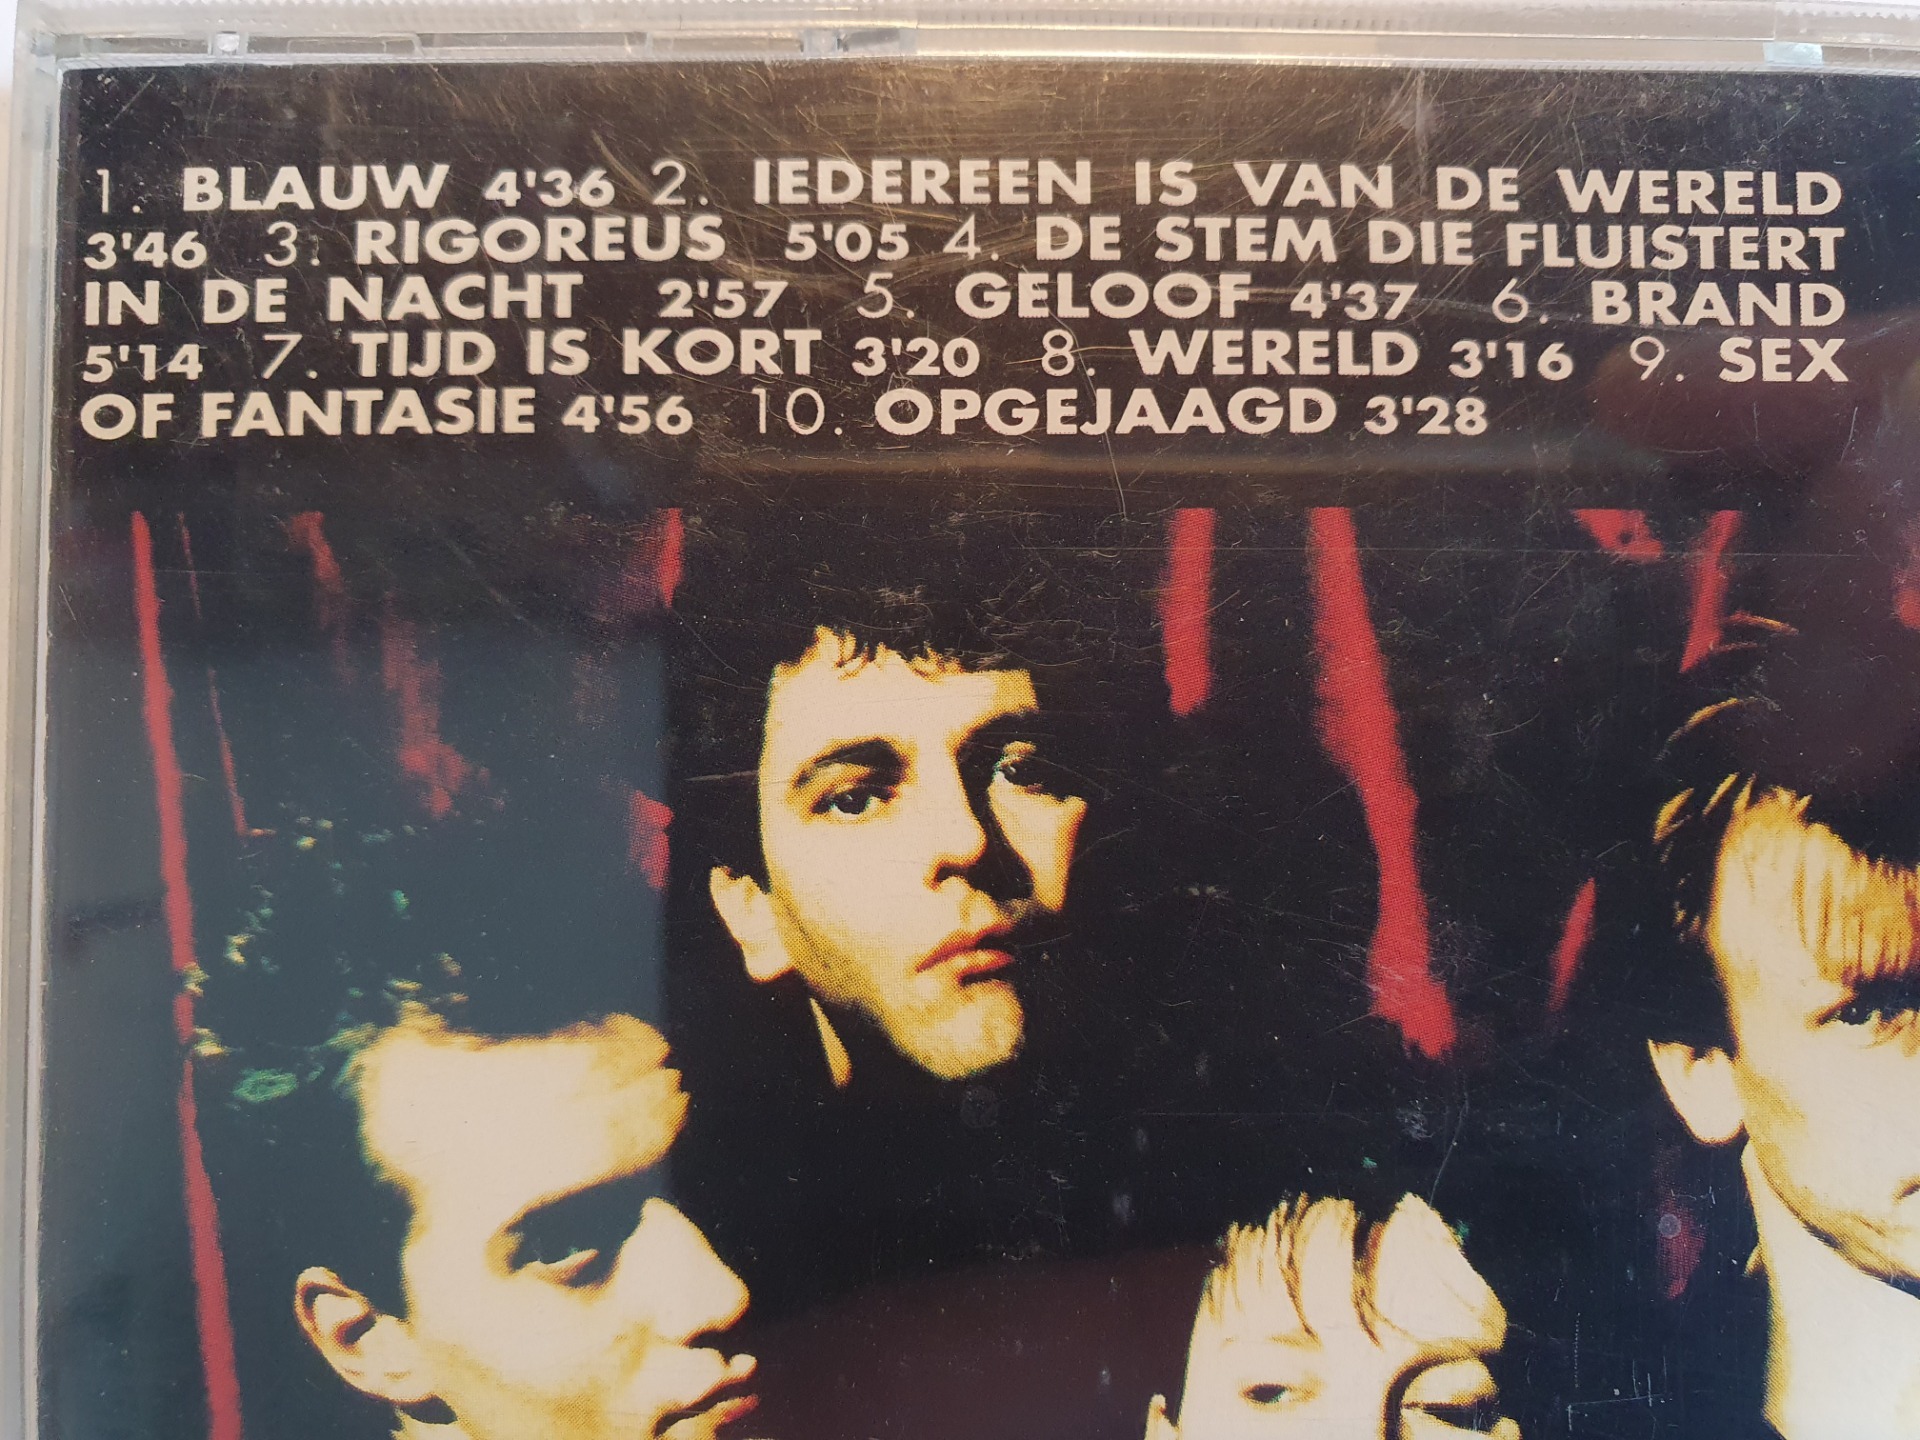 1. BLAUW 4'36 2. IEDEREEN IS VAN DE WERELD
3'46 3. RIGOREUS 5'05 4. DE STEM DIE FLUISTERT
IN DE NACHT 2'57 5. GELOOF 4'37 6. BRAND
5'14 7. TIJD IS KORT 3'20 8. WERELD 3'16 9. SEX
OF FANTASIE 4'56 10. OPGEJAAGD 3'28